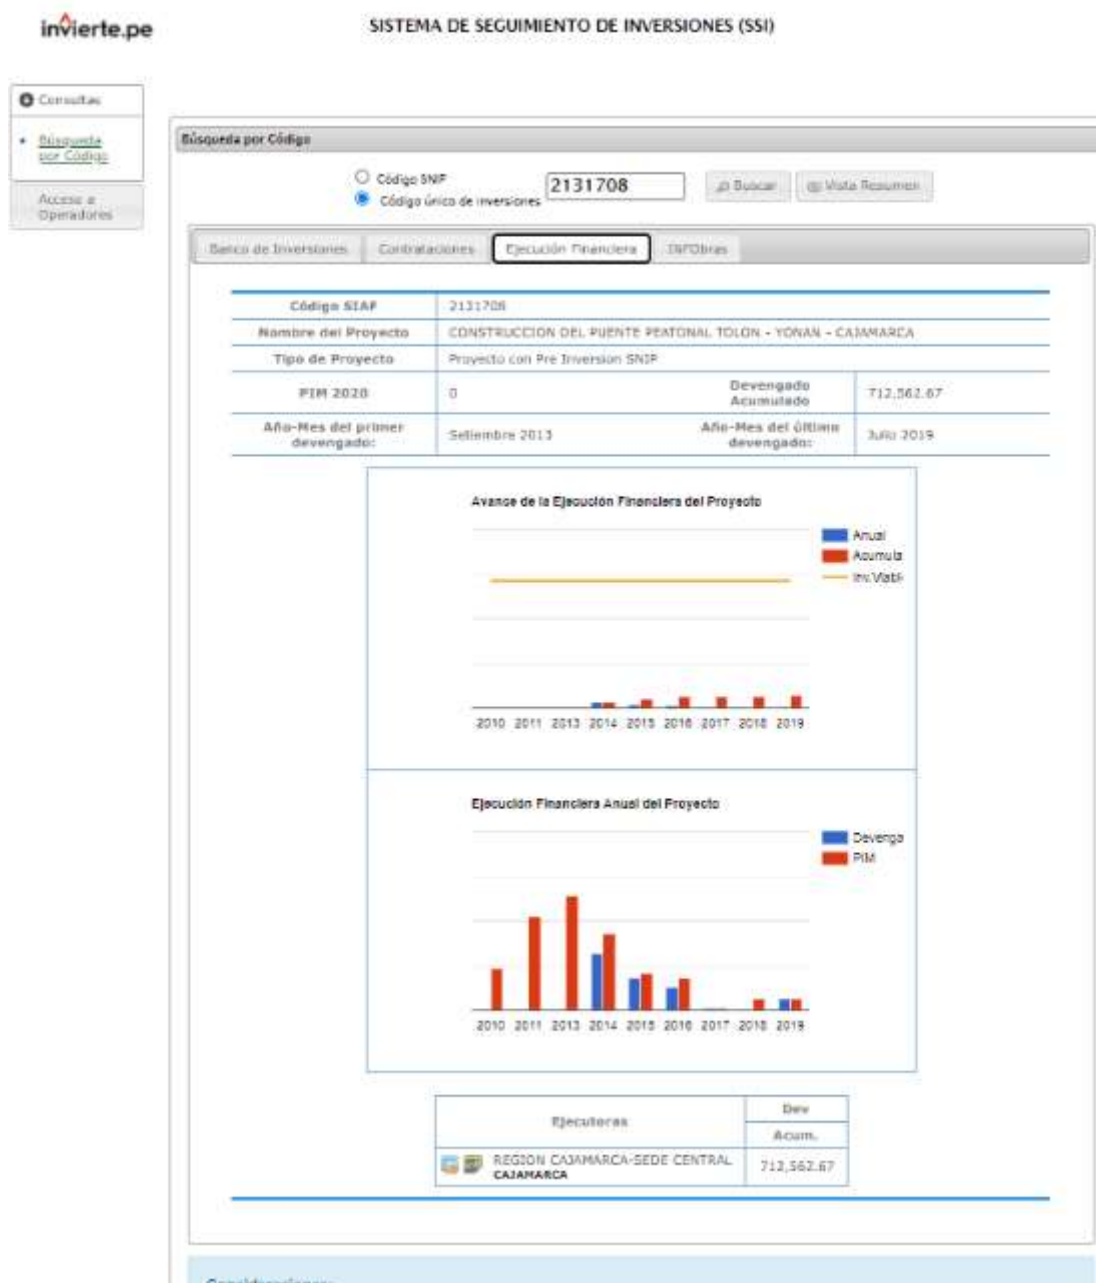 invierte.pe
SISTEMA DE SEGUIMIENTO DE INVERSIONES (SSI)
Consultas
Búsqueda por Código
Búsqueda
por Código
Código SNIP
2131708
Buscar
Vista Resumen
Código único de inversiones
Acceso a
Operadores
Banco de Inversiones
Contrataciones
Ejecución Financiera
INFObras
Código SIAF
2131708
Nombre del Proyecto
CONSTRUCCION DEL PUENTE PEATONAL TOLON - YONAN - CAJAMARCA
Tipo de Proyecto
Proyecto con Pre Inversion SNIP
PIM 2020
0
Devengado
Acumulado
712,562.67
Año-Mes del primer
devengado:
Setiembre 2013
Año-Mes del último
devengado:
Julio 2019
Avance de la Ejecución Financiera del Proyecto
Anual
Acumula
Inv.Viabl
2010 2011 2013 2014 2015 2016 2017 2018 2019
Ejecución Financiera Anual del Proyecto
Devenga
PIM
2010 2011 2013 2014 2015 2016 2017 2018 2019
Ejecutoras
Dev
Acum.
REGION CAJAMARCA-SEDE CENTRAL
CAJAMARCA
712,562.67